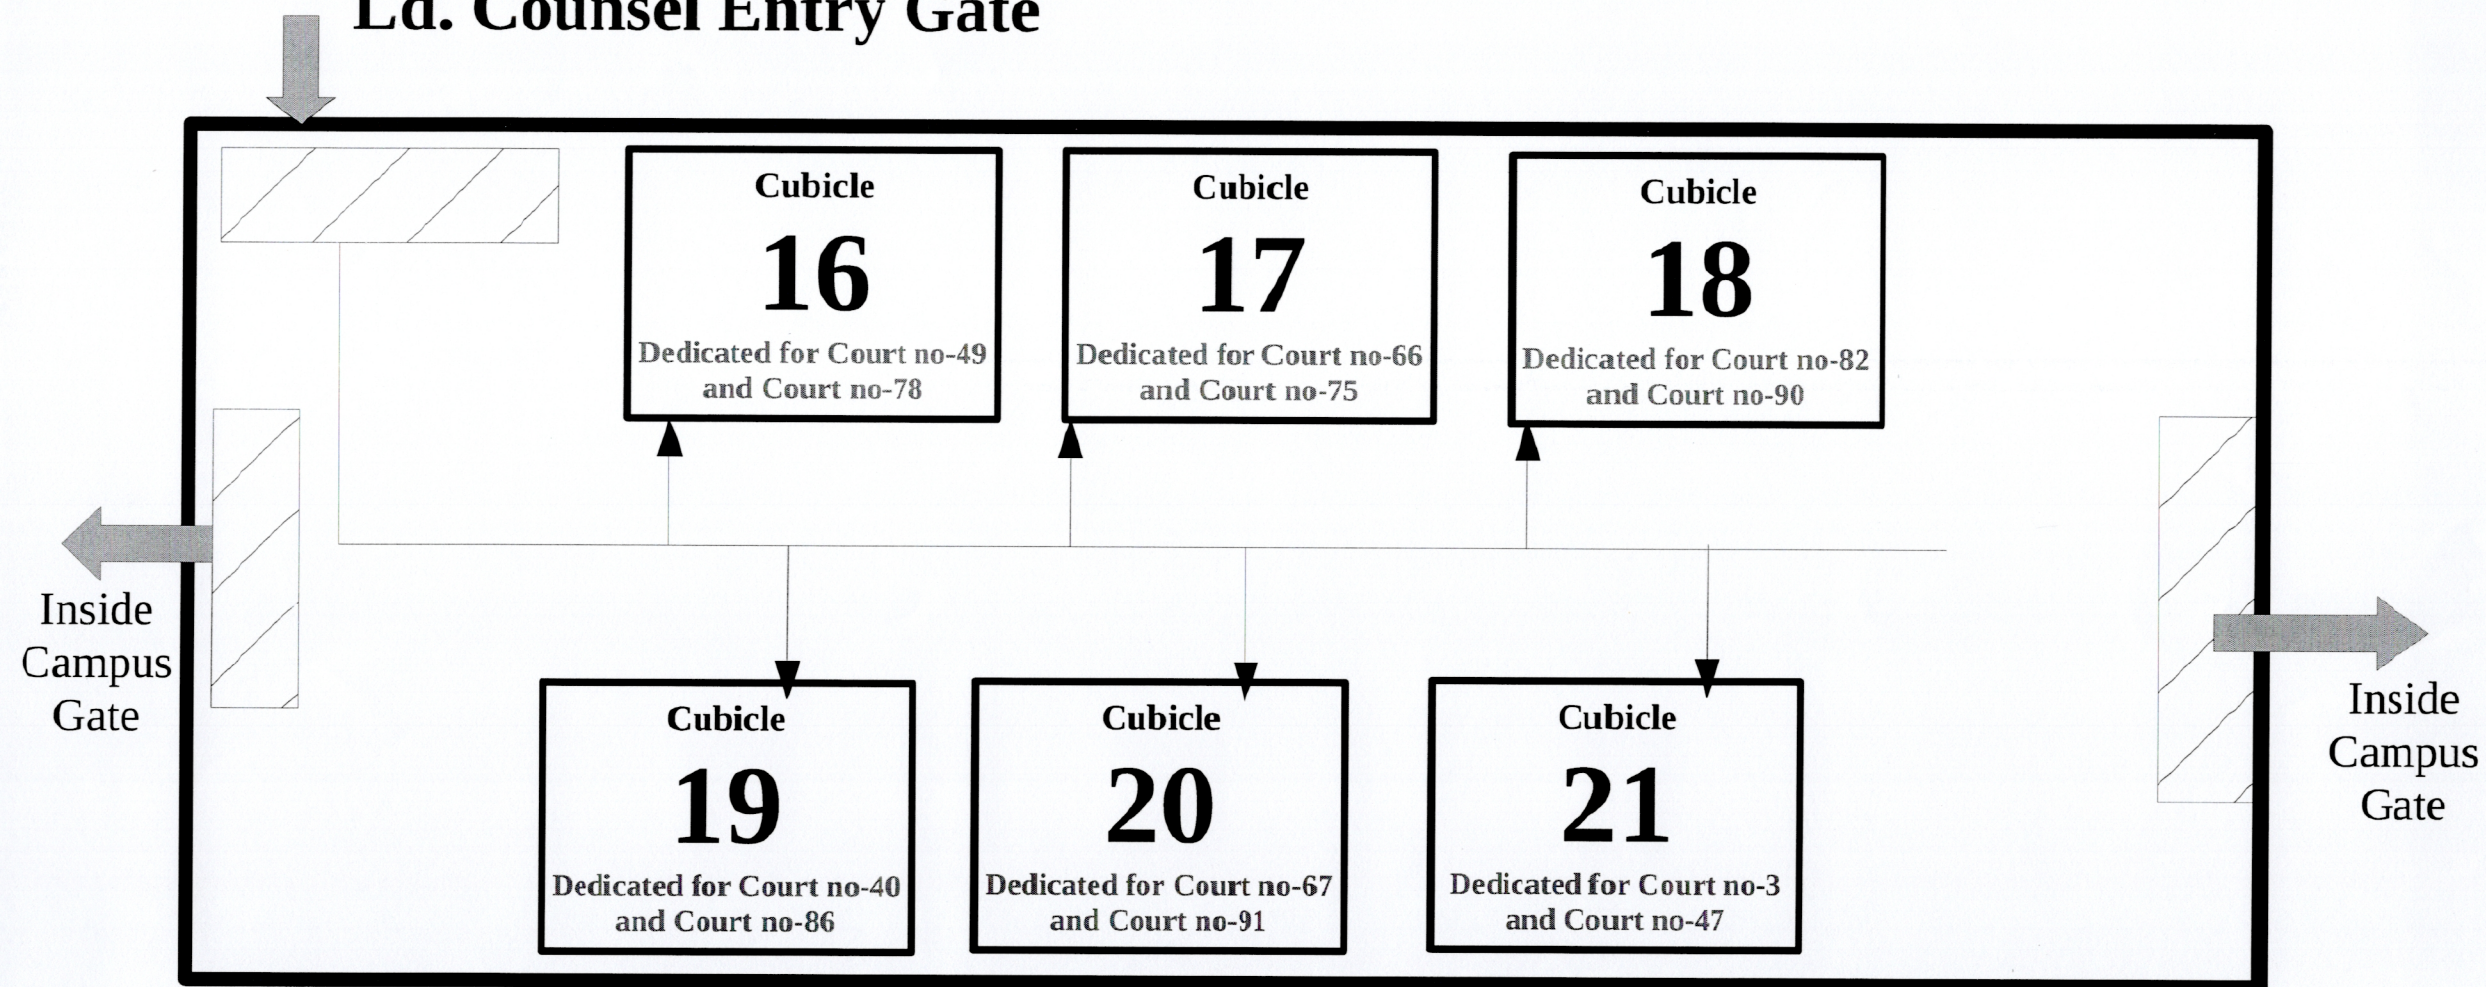 Ld. Counsel Entry Gate
Cubicle
16
Dedicated for Court no-49
and Court no-78
Cubicle
17
Dedicated for Court no-66
and Court no-75
Cubicle
18
Dedicated for Court no-82
and Court no-90
Inside
Campus
Gate
Cubicle
19
Dedicated for Court no-40
and Court no-86
Cubicle
20
Dedicated for Court no-67
and Court no-91
Cubicle
21
Dedicated for Court no-3
and Court no-47
Inside
Campus
Gate